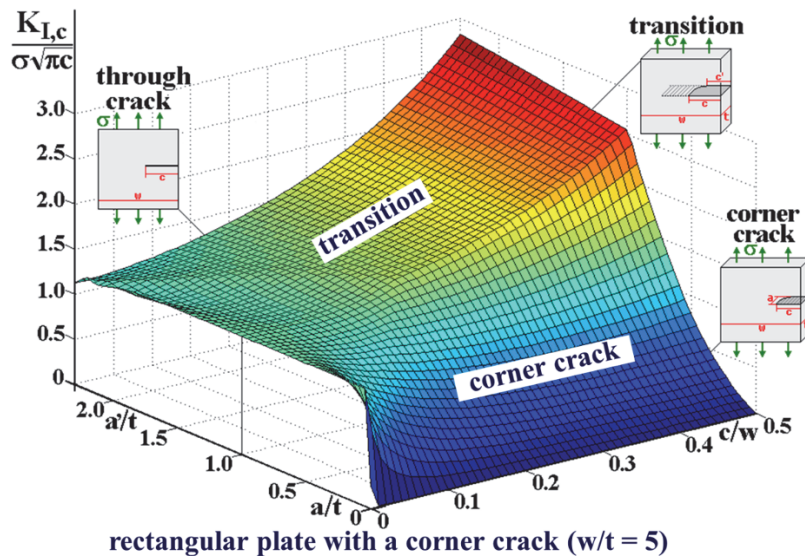 K_I,c
σ√πc
through
crack
σ
c
w
transition
σ
c'
c
w
t
corner
crack
σ
a
c
w
t
3.0
2.5
2.0
1.5
1.0
0.5
0
2.0
1.5
1.0
0.5
0
a'/t
a/t
0
0.1
0.2
0.3
0.4
0.5
c/w
transition
corner crack
rectangular plate with a corner crack (w/t = 5)